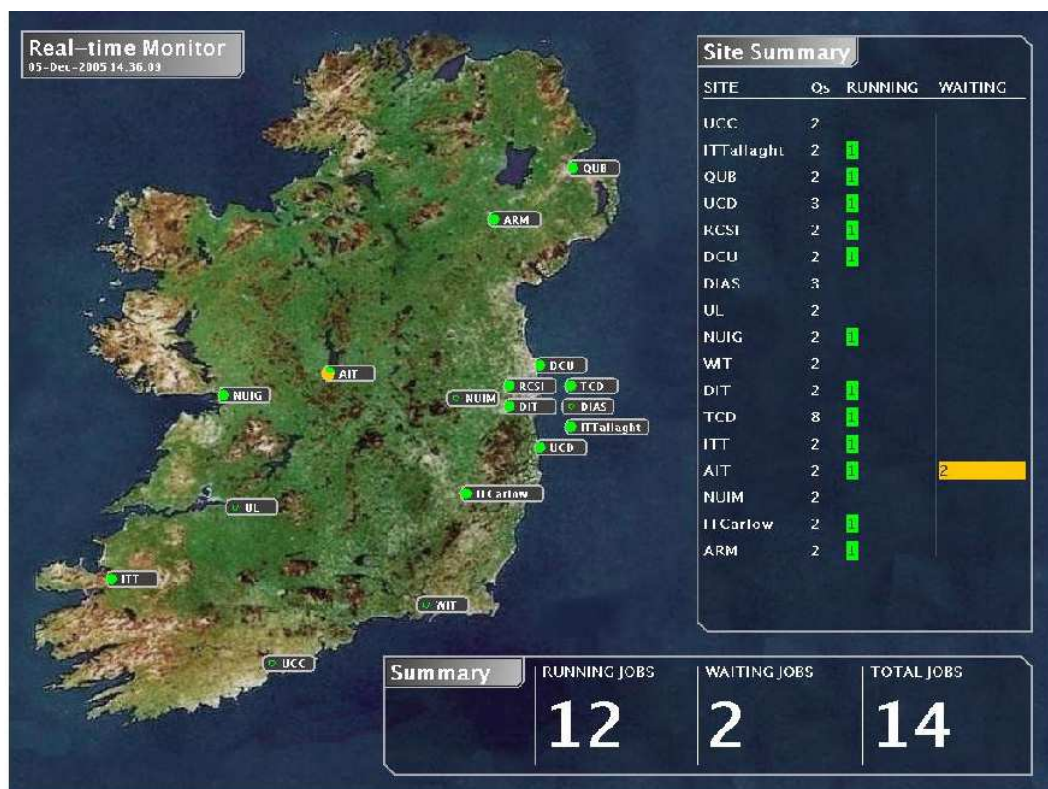 Real-time Monitor
05-Dec-2005 14.36.09
Site Summary
SITE Qs RUNNING WAITING
UCC 2
ITTallaght 2 1
QUB 2 1
UCD 3 1
RCSI 2 1
DCU 2 1
DIAS 3
UL 2
NUIG 2 1
WIT 2
DIT 2 1
TCD 8 1
ITT 2 1
AIT 2 1 2
NUIM 2
ITCarlow 2 1
ARM 2 1
QUB
ARM
DCU
AIT
RCSI
TCD
NUIG
NUIM
DIT
DIAS
ITTallaght
UCD
ITCarlow
UL
ITT
WIT
UCC
Summary
RUNNING JOBS
12
WAITING JOBS
2
TOTAL JOBS
14